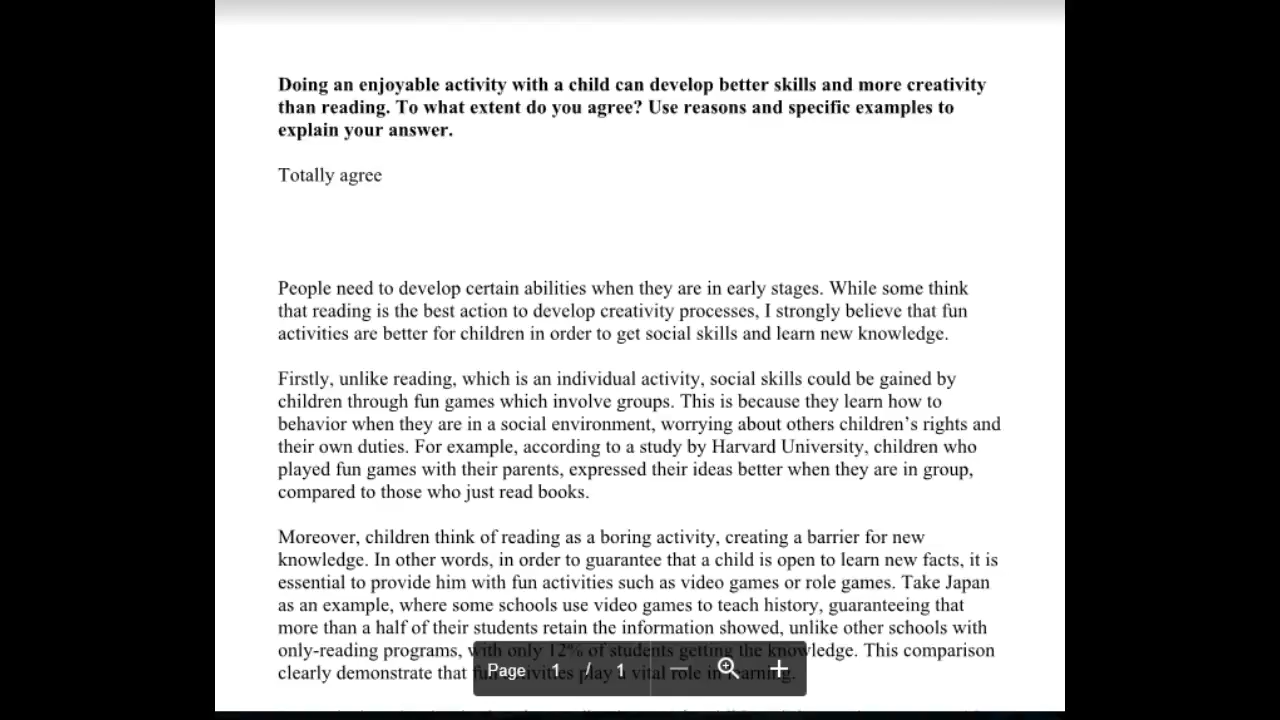 Doing an enjoyable activity with a child can develop better skills and more creativity
than reading. To what extent do you agree? Use reasons and specific examples to
explain your answer.
Totally agree
People need to develop certain abilities when they are in early stages. While some think
that reading is the best action to develop creativity processes, I strongly believe that fun
activities are better for children in order to get social skills and learn new knowledge.
Firstly, unlike reading, which is an individual activity, social skills could be gained by
children through fun games which involve groups. This is because they learn how to
behavior when they are in a social environment, worrying about others children's rights and
their own duties. For example, according to a study by Harvard University, children who
played fun games with their parents, expressed their ideas better when they are in group,
compared to those who just read books.
Moreover, children think of reading as a boring activity, creating a barrier for new
knowledge. In other words, in order to guarantee that a child is open to learn new facts, it is
essential to provide him with fun activities such as video games or role games. Take Japan
as an example, where some schools use video games to teach history, guaranteeing that
more than a half of their students retain the information showed, unlike other schools with
only-reading programs, with only 12% of students getting the knowledge. This comparison
clearly demonstrate that fun activities play a vital role in learning.
Page 1 / 1